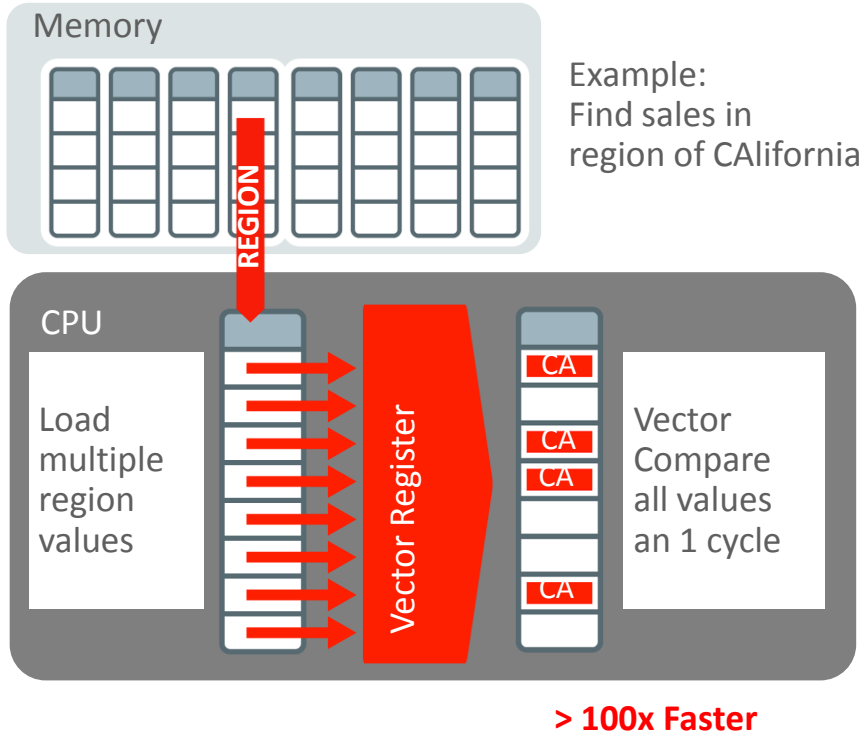 Memory
Example:
Find sales in
region of CAlifornia
REGION
CPU
Load
multiple
region
values
Vector Register
CA
CA
CA
CA
Vector
Compare
all values
an 1 cycle
> 100x Faster